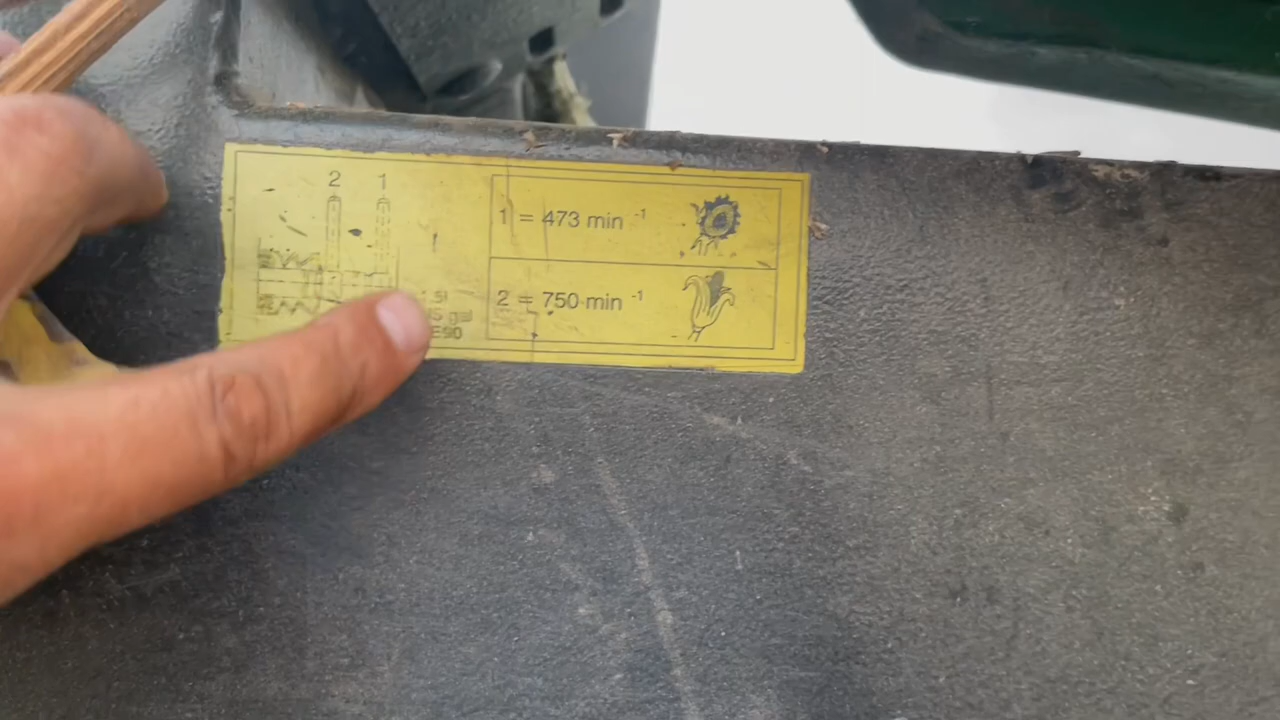 2 1
1 = 473 min -1
2 = 750 min -1